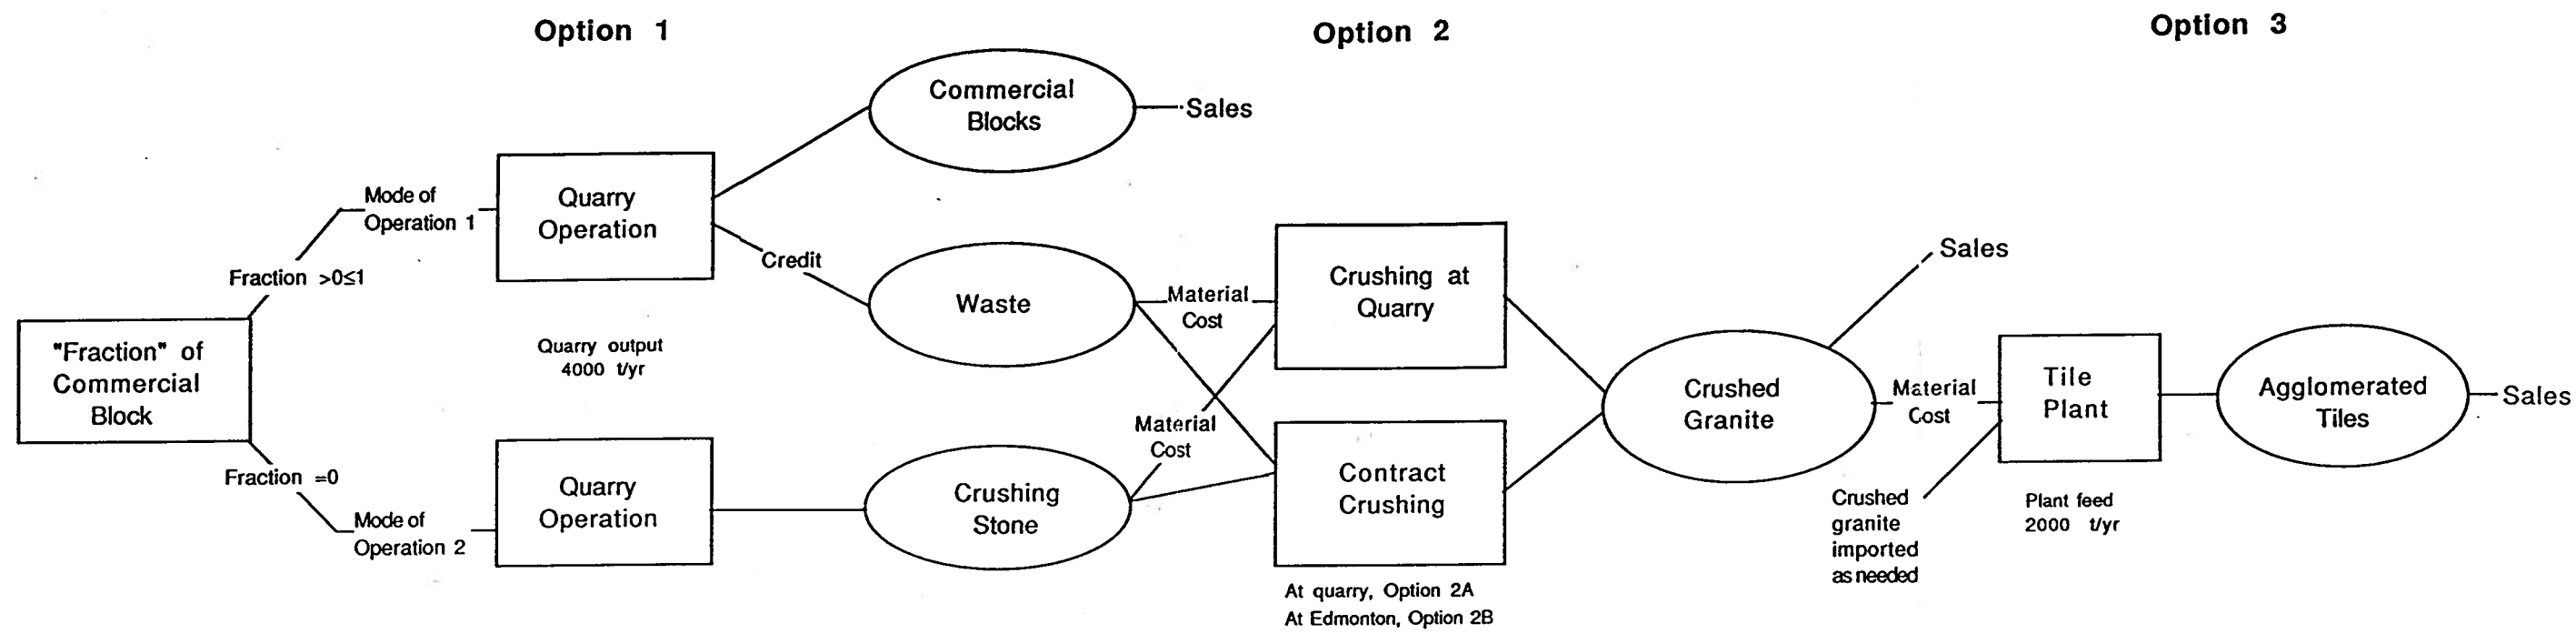 Option 1
Option 2
Option 3
Commercial
Blocks
Sales
Mode of
Operation 1
Quarry
Operation
Fraction >0≤1
Credit
Waste
Material
Cost
Crushing at
Quarry
Sales
"Fraction" of
Commercial
Block
Quarry output
4000 t/yr
Crushed
Granite
Material
Cost
Tile
Plant
Agglomerated
Tiles
Sales
Material
Cost
Fraction =0
Mode of
Operation 2
Quarry
Operation
Crushing
Stone
Contract
Crushing
Crushed
granite
imported
as needed
Plant feed
2000 t/yr
At quarry, Option 2A
At Edmonton, Option 2B